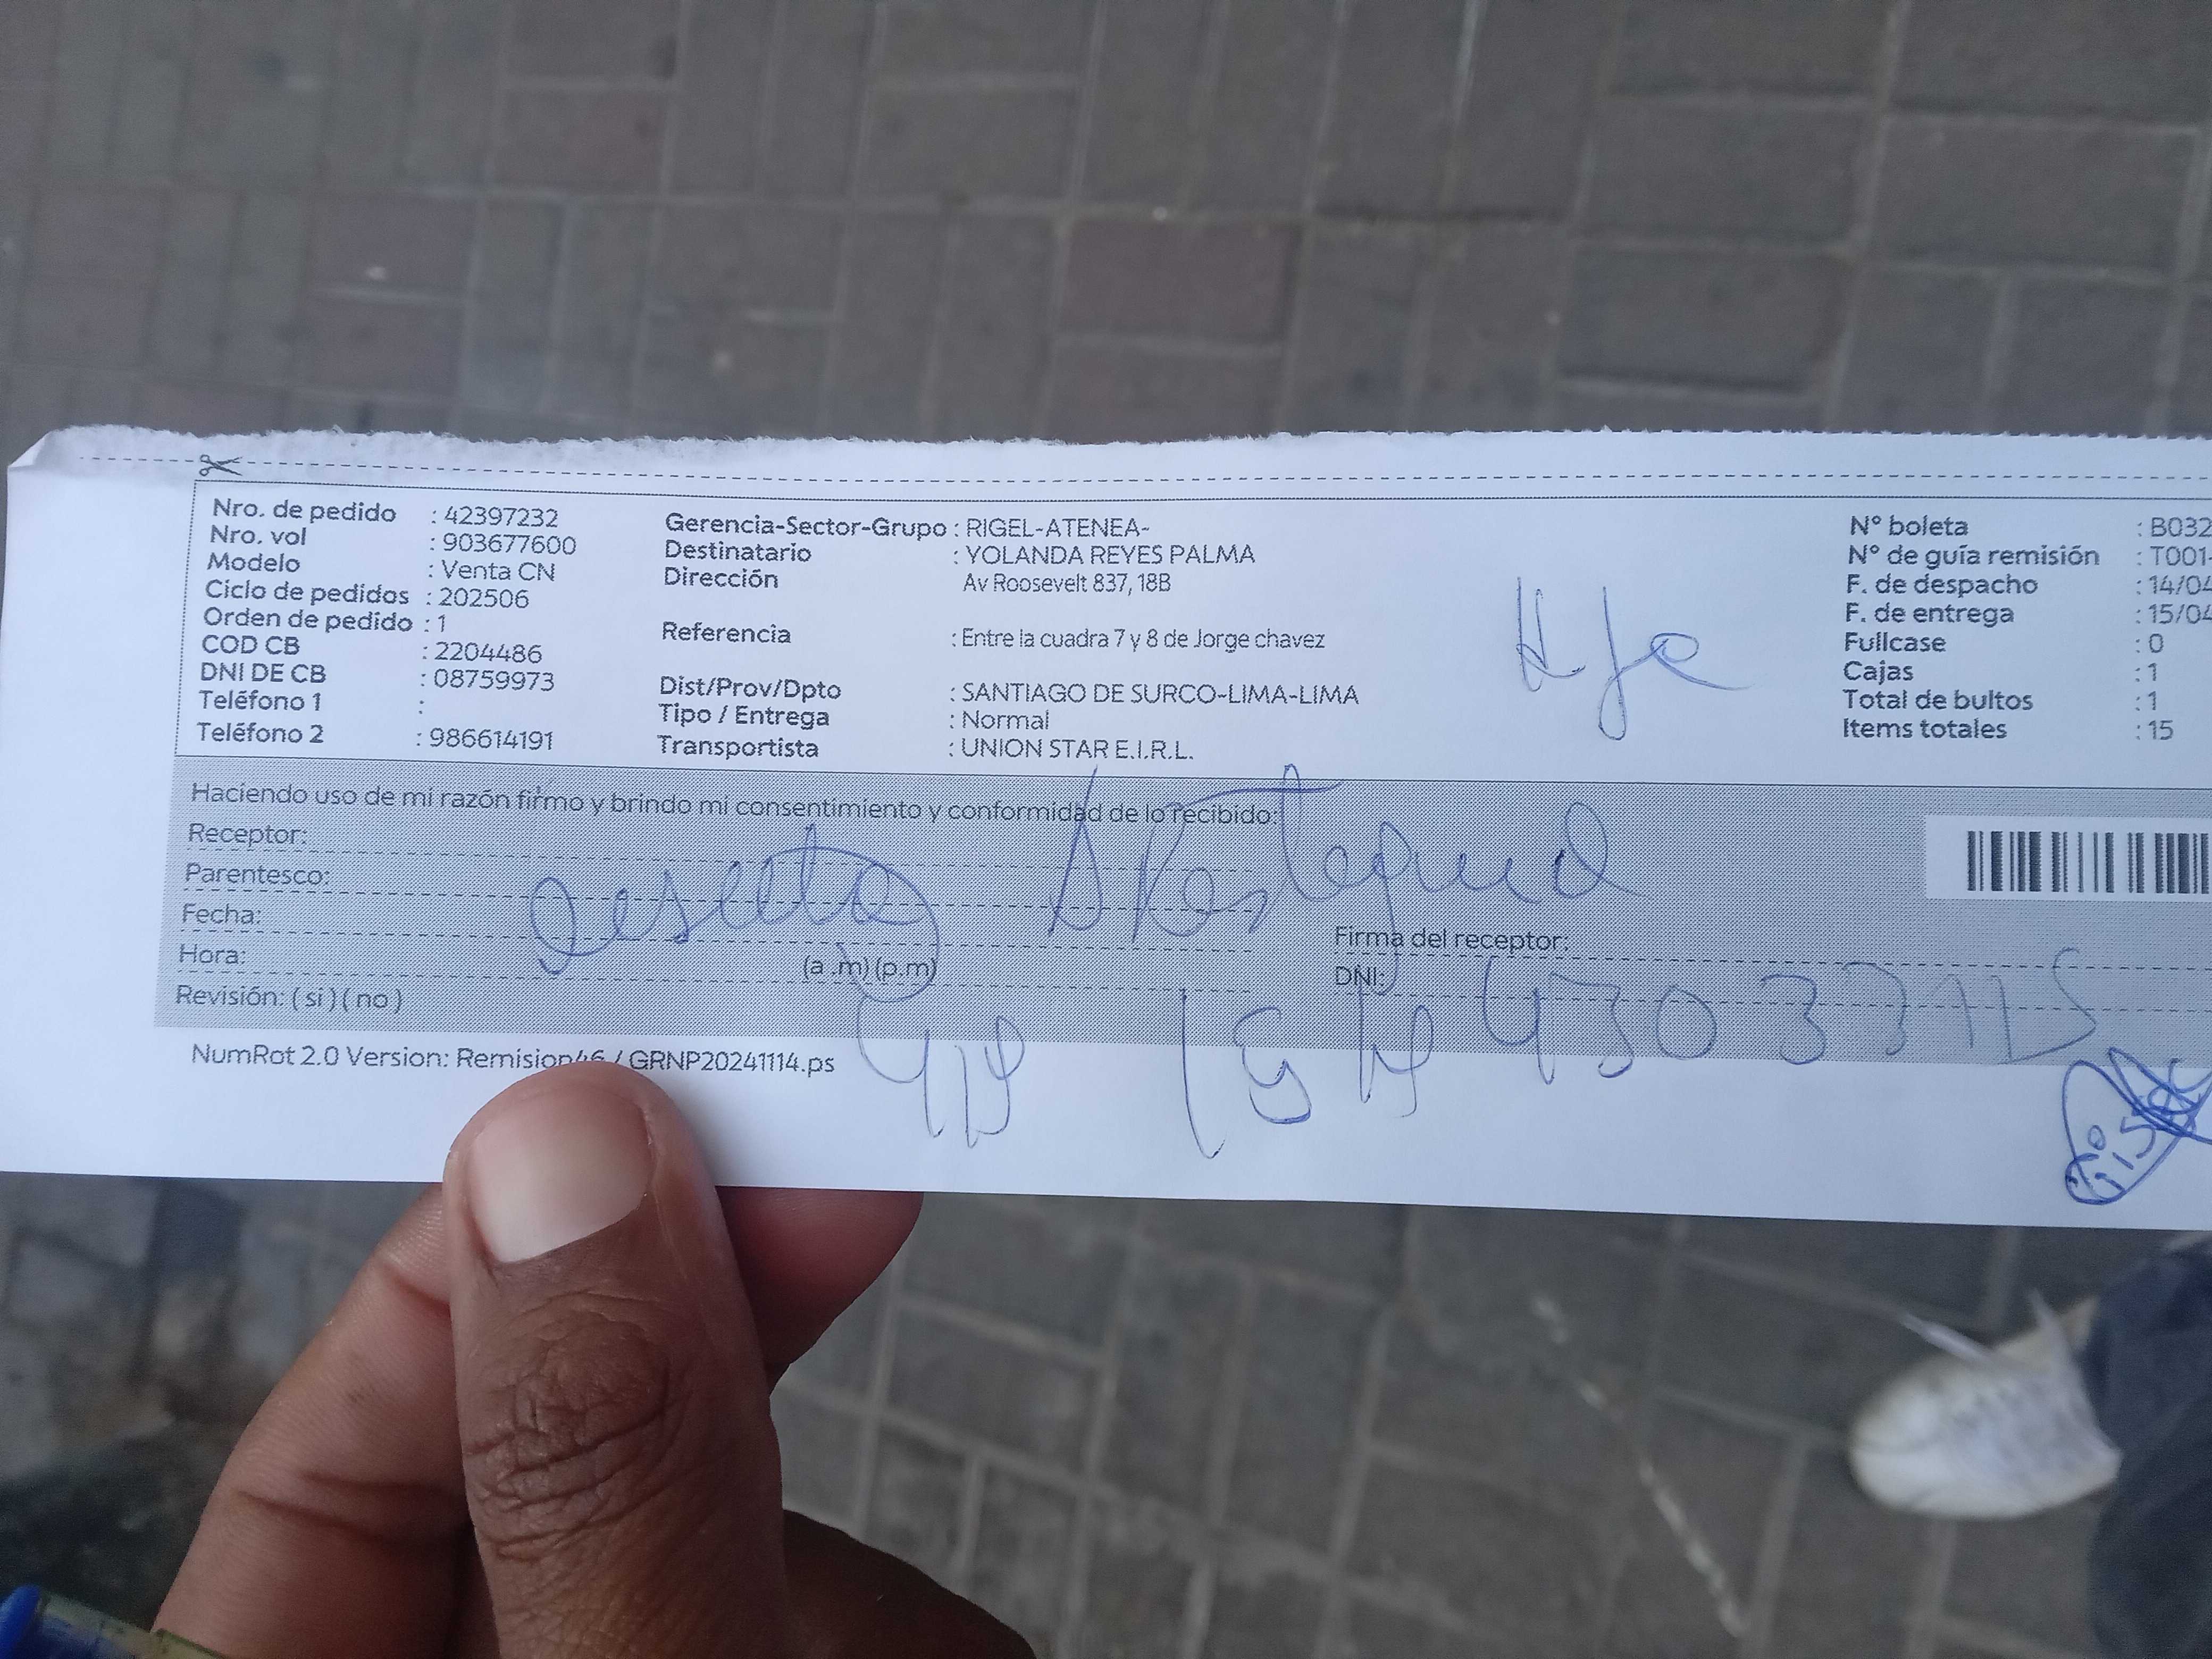 Nro. de pedido : 42397232
Nro. vol : 903677600
Modelo : Venta CN
Ciclo de pedidos : 202506
Orden de pedido : 1
COD CB : 2204486
DNI DE CB : 08759973
Teléfono 1 :
Teléfono 2 : 986614191
Gerencia-Sector-Grupo : RIGEL-ATENEA-
Destinatario : YOLANDA REYES PALMA
Dirección Av Roosevelt 837, 18B
Referencia : Entre la cuadra 7 y 8 de Jorge chavez
Dist/Prov/Dpto : SANTIAGO DE SURCO-LIMA-LIMA
Tipo / Entrega : Normal
Transportista : UNION STAR E.I.R.L.
N° boleta : B032
N° de guía remisión : T001-
F. de despacho : 14/04
F. de entrega : 15/04
Fullcase : 0
Cajas : 1
Total de bultos : 1
Items totales : 15
Haciendo uso de mi razón firmo y brindo mi consentimiento y conformidad de lo recibido:
Receptor:
Parentesco:
Fecha:
Hora: (a .m) (p.m)
Revisión: ( si ) ( no )
Firma del receptor:
DNI:
NumRot 2.0 Version: Remision46 / GRNP20241114.ps